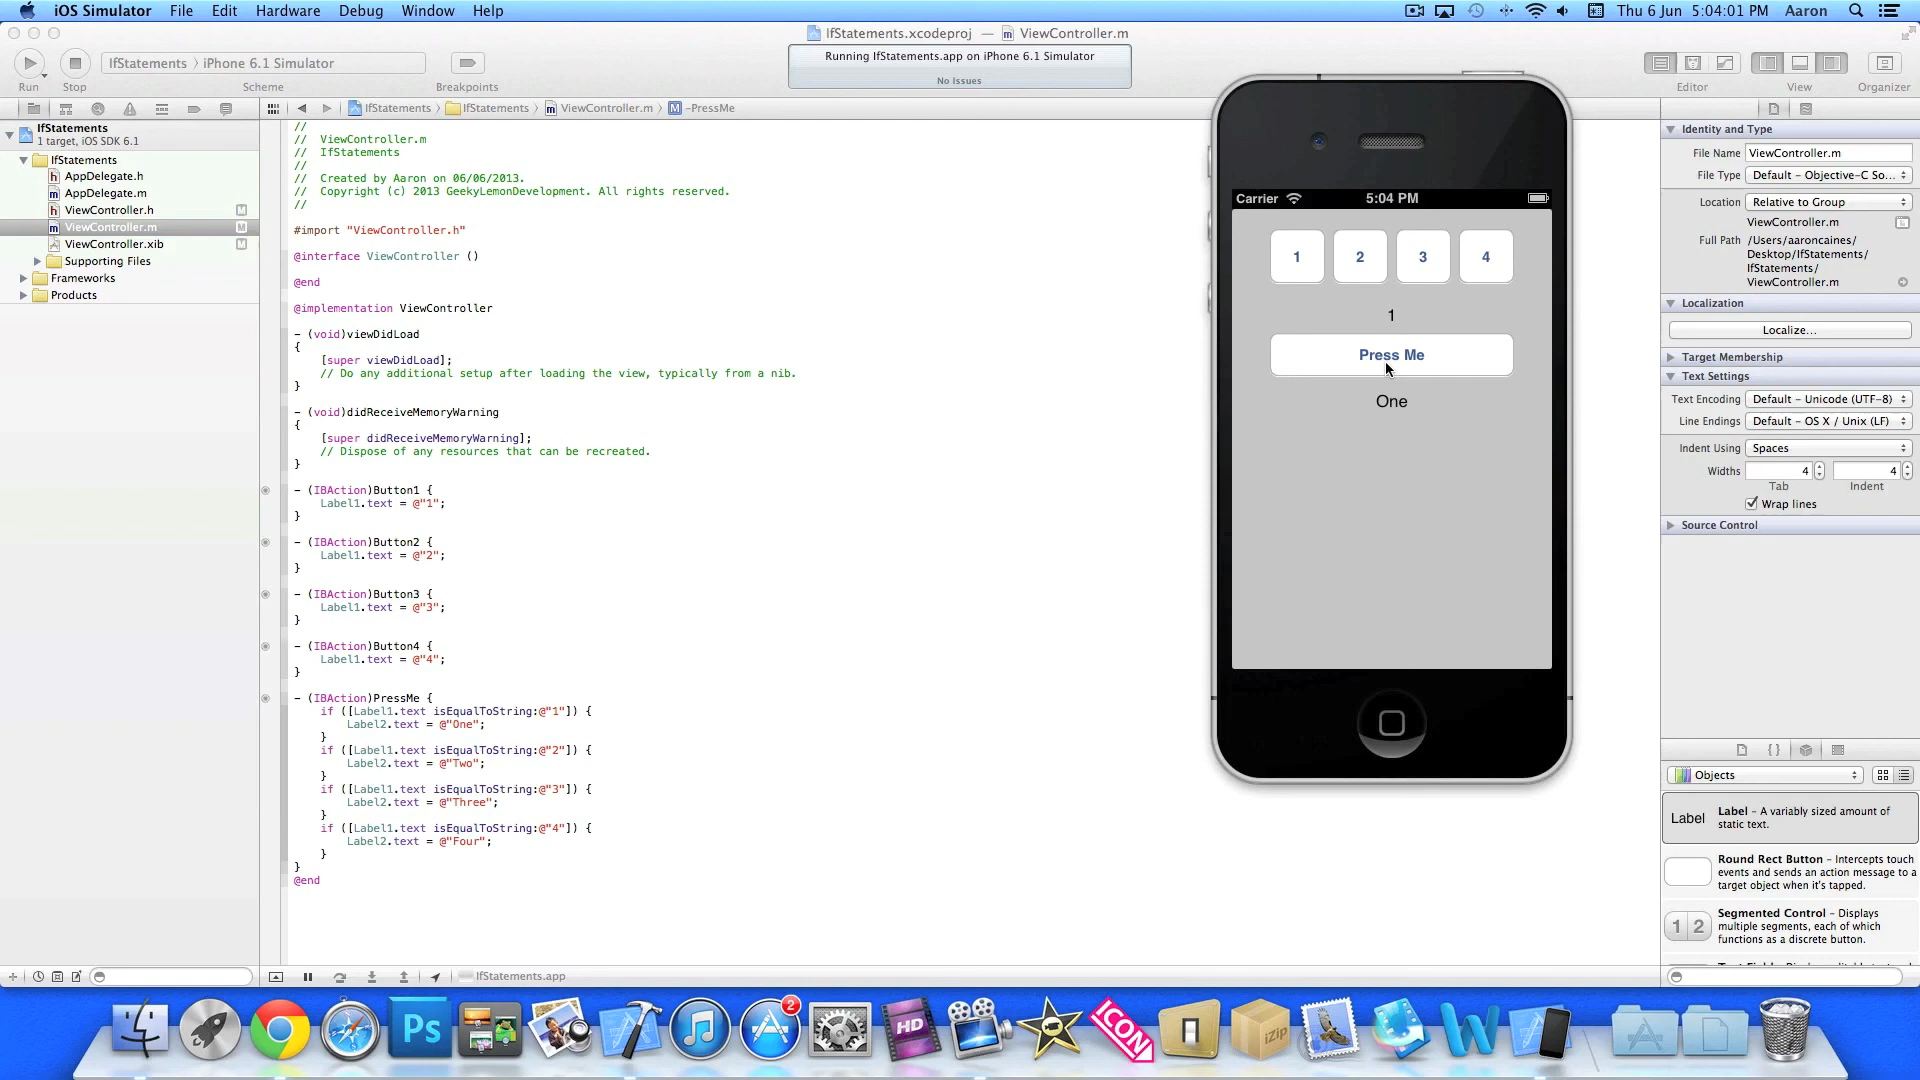 iOS Simulator File Edit Hardware Debug Window Help
Thu 6 Jun 5:04:01 PM Aaron
IfStatements.xcodeproj — ViewController.m
Running IfStatements.app on iPhone 6.1 Simulator
No Issues
IfStatements iPhone 6.1 Simulator
Run Stop Scheme Breakpoints Editor View Organizer
IfStatements
1 target, iOS SDK 6.1
IfStatements
AppDelegate.h
AppDelegate.m
ViewController.h M
ViewController.m M
ViewController.xib M
Supporting Files
Frameworks
Products
IfStatements IfStatements ViewController.m M -PressMe
//
// ViewController.m
// IfStatements
//
// Created by Aaron on 06/06/2013.
// Copyright (c) 2013 GeekyLemonDevelopment. All rights reserved.
//
#import "ViewController.h"
@interface ViewController ()
@end
@implementation ViewController
- (void)viewDidLoad
{
[super viewDidLoad];
// Do any additional setup after loading the view, typically from a nib.
}
- (void)didReceiveMemoryWarning
{
[super didReceiveMemoryWarning];
// Dispose of any resources that can be recreated.
}
- (IBAction)Button1 {
Label1.text = @"1";
}
- (IBAction)Button2 {
Label1.text = @"2";
}
- (IBAction)Button3 {
Label1.text = @"3";
}
- (IBAction)Button4 {
Label1.text = @"4";
}
- (IBAction)PressMe {
if ([Label1.text isEqualToString:@"1"]) {
Label2.text = @"One";
}
if ([Label1.text isEqualToString:@"2"]) {
Label2.text = @"Two";
}
if ([Label1.text isEqualToString:@"3"]) {
Label2.text = @"Three";
}
if ([Label1.text isEqualToString:@"4"]) {
Label2.text = @"Four";
}
}
@end
IfStatements.app
Carrier 5:04 PM
1 2 3 4
1
Press Me
One
Identity and Type
File Name ViewController.m
File Type Default - Objective-C So...
Location Relative to Group
ViewController.m
Full Path /Users/aaroncaines/
Desktop/IfStatements/
IfStatements/
ViewController.m
Localization
Localize...
Target Membership
Text Settings
Text Encoding Default - Unicode (UTF-8)
Line Endings Default - OS X / Unix (LF)
Indent Using Spaces
Widths 4 4
Tab Indent
Wrap lines
Source Control
{ }
Objects
Label Label - A variably sized amount of
static text.
Round Rect Button - Intercepts touch
events and sends an action message to a
target object when it's tapped.
1 2 Segmented Control - Displays
multiple segments, each of which
functions as a discrete button.
Ps 2 HD ICON iZip W